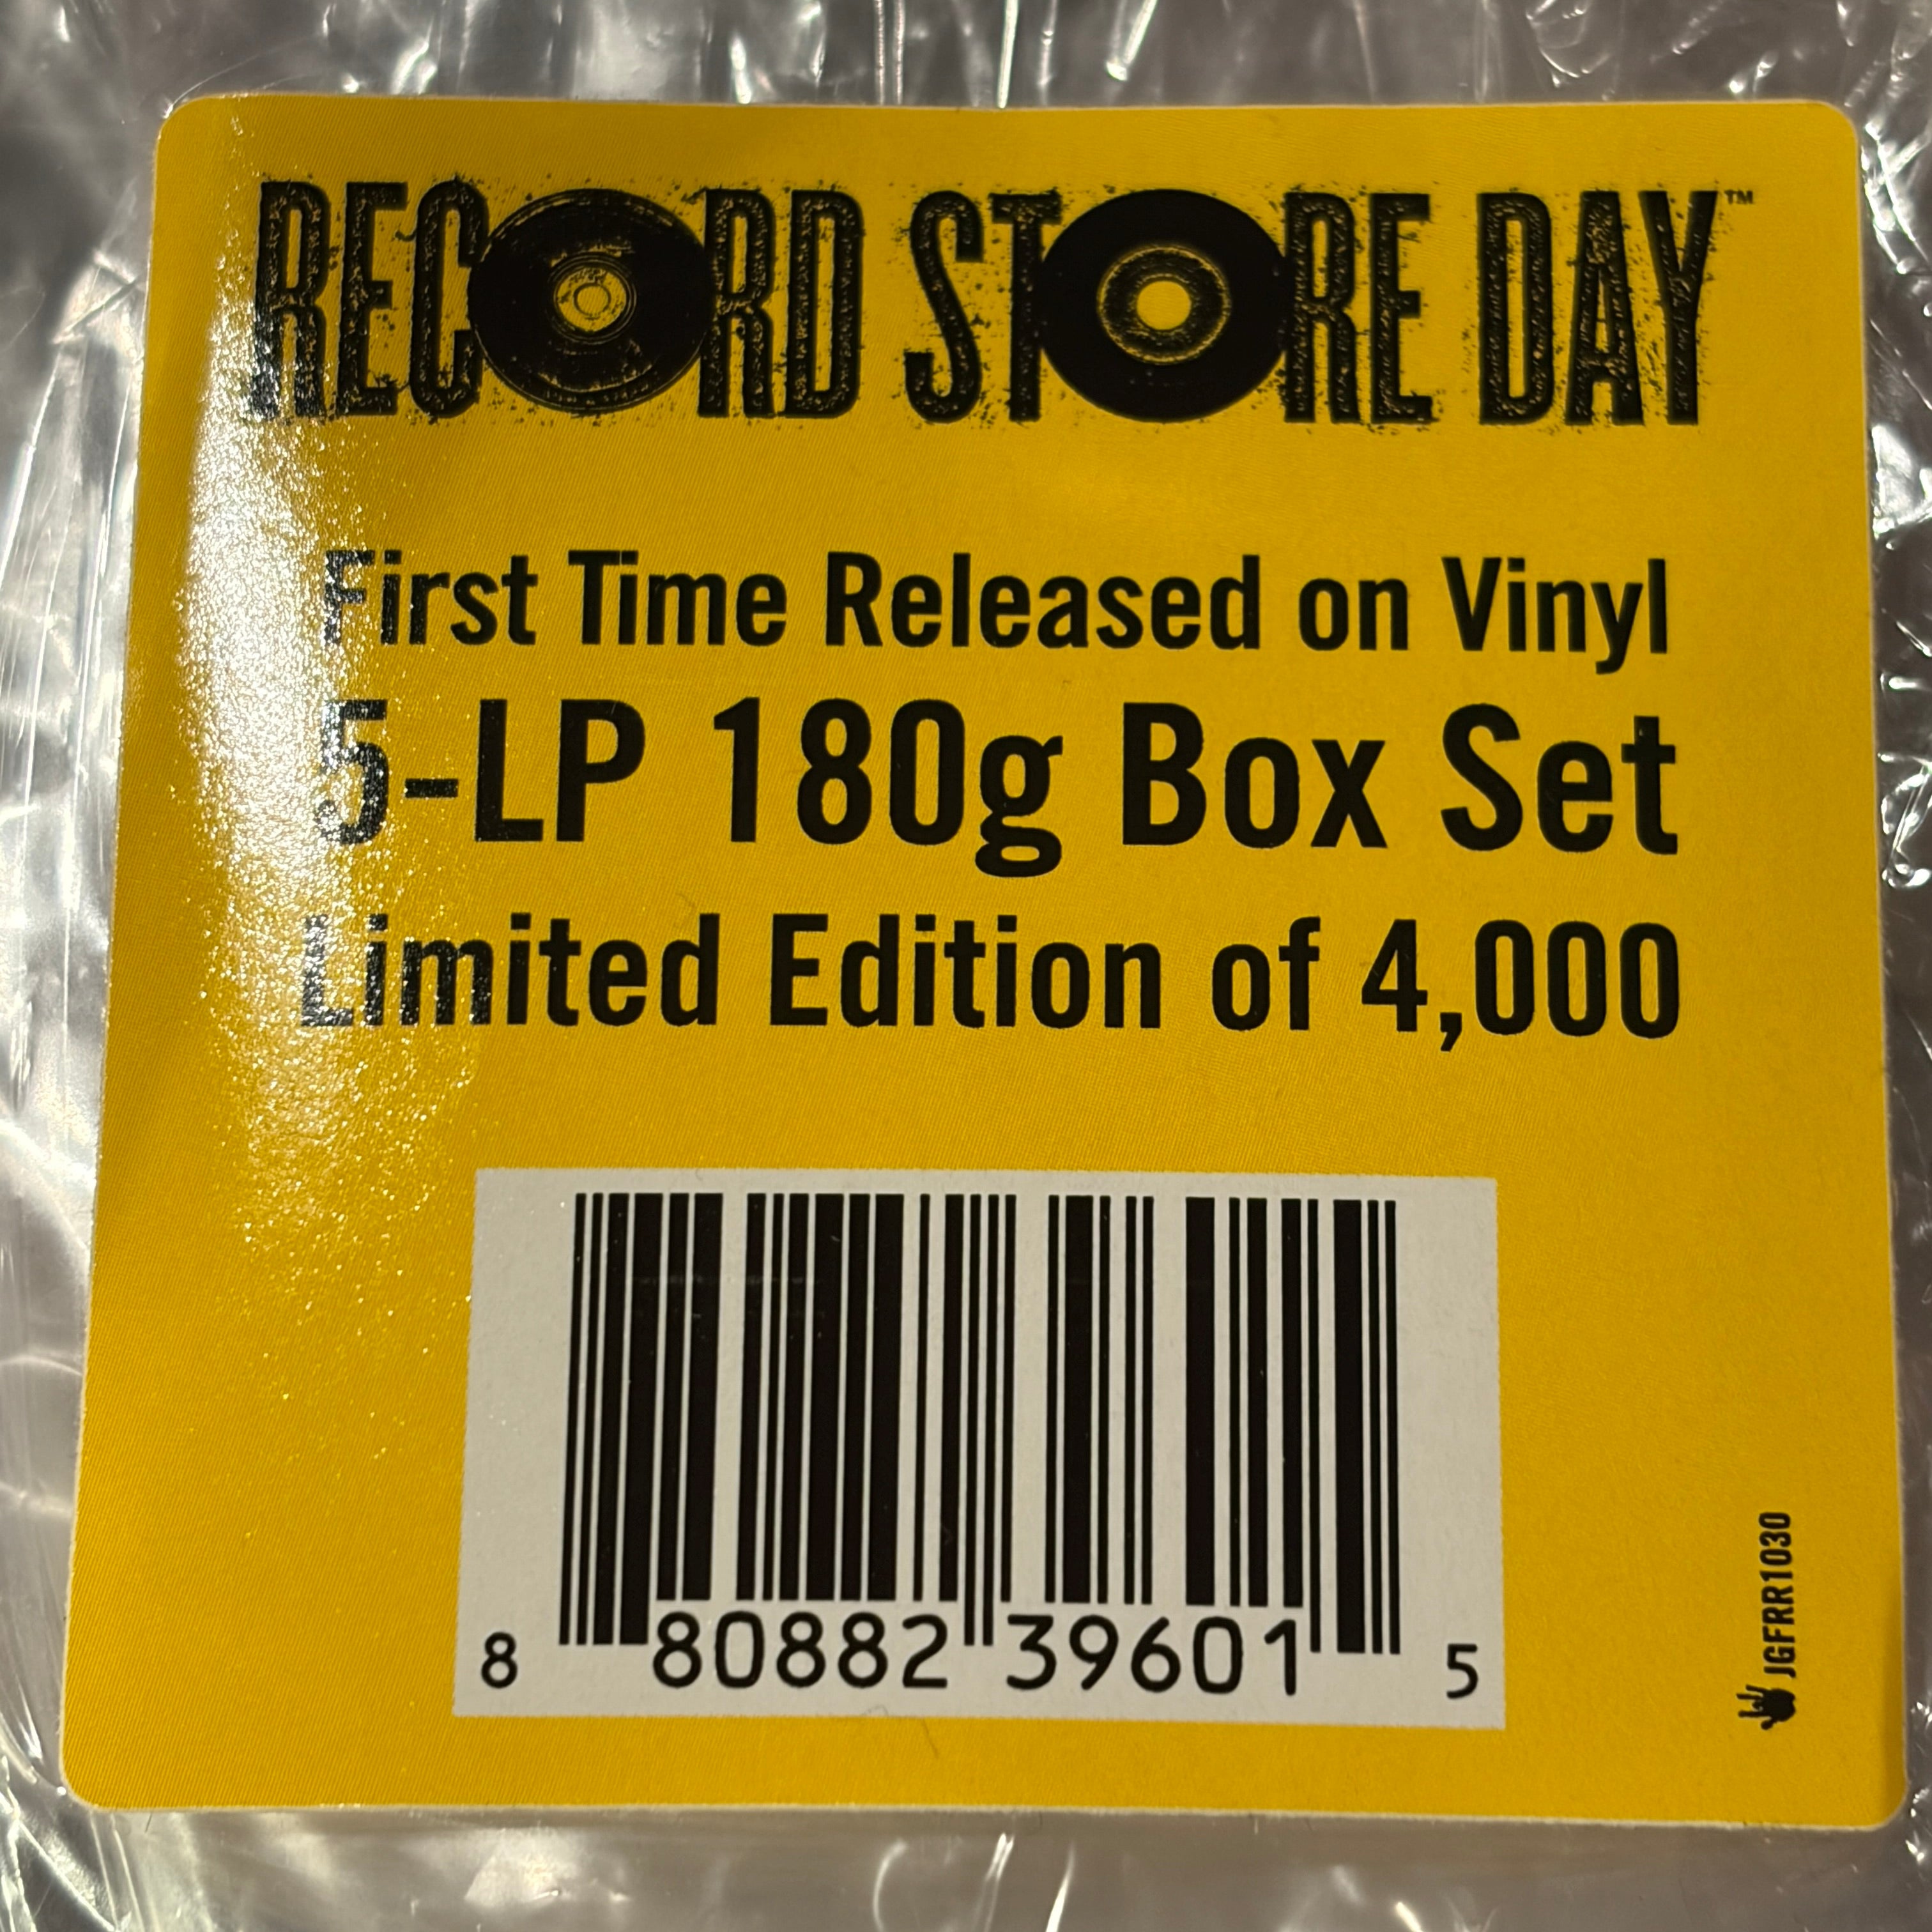 RECORD STORE DAY™
First Time Released on Vinyl
5-LP 180g Box Set
Limited Edition of 4,000
8 80882 39601 5
JGFRR1030